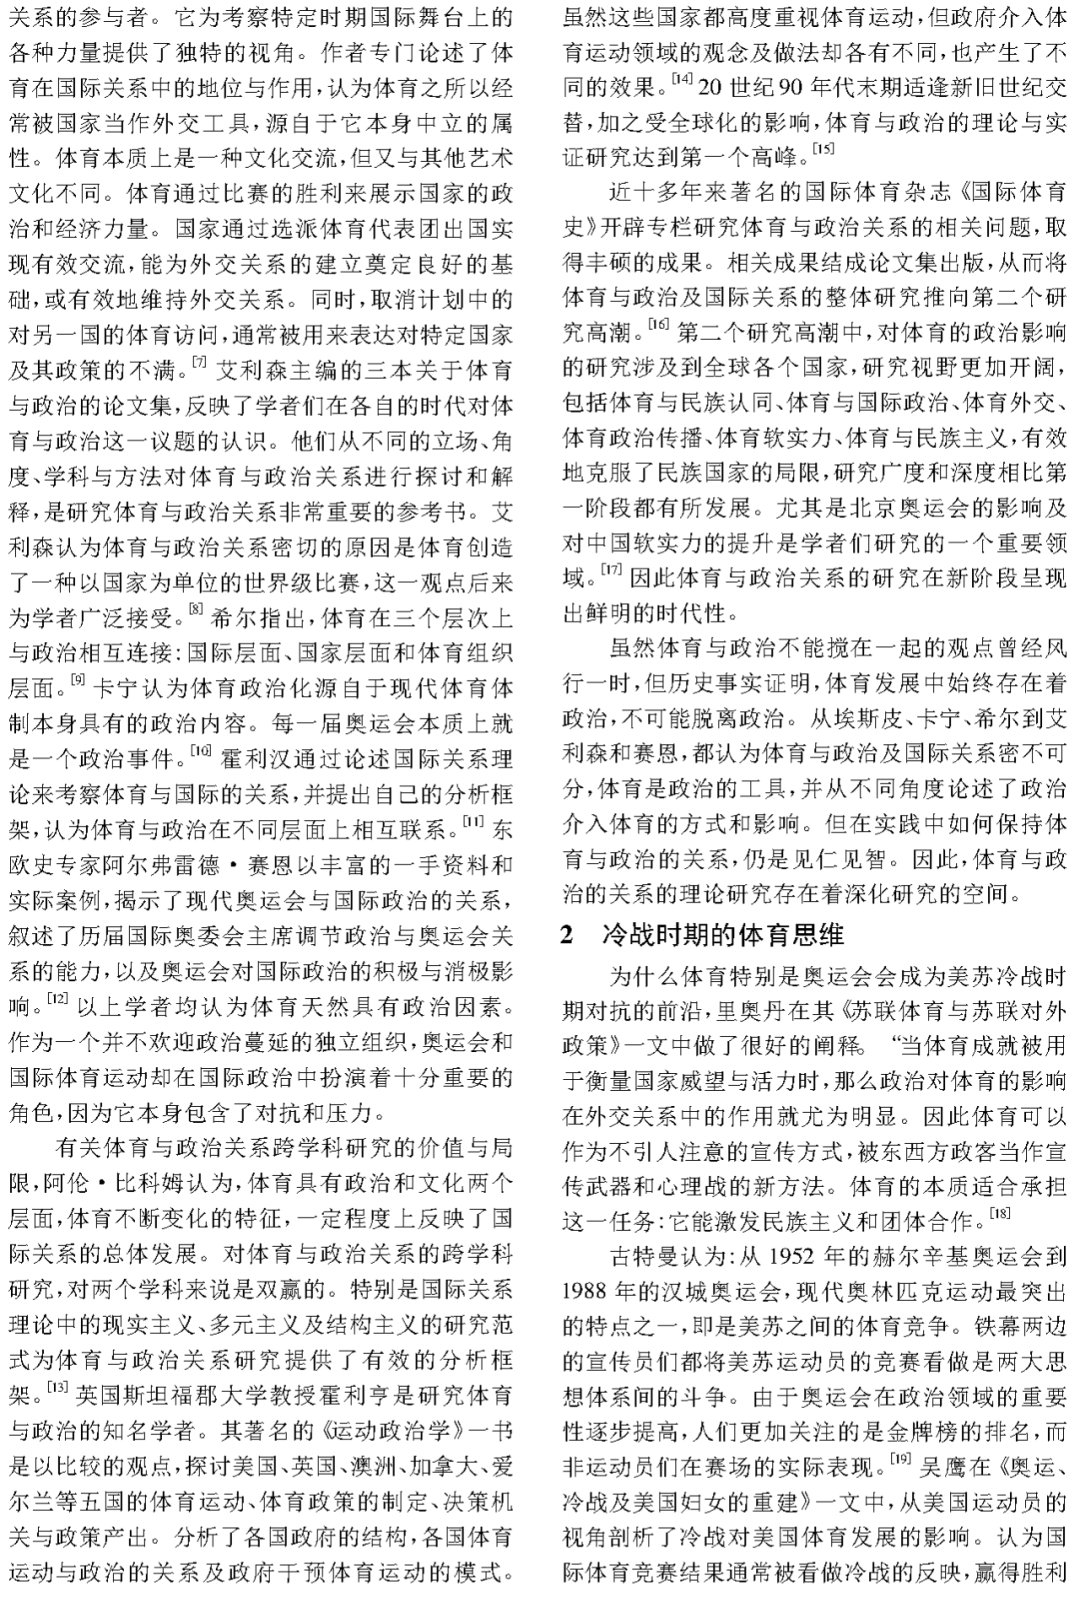 关系的参与者。它为考察特定时期国际舞台上的
各种力量提供了独特的视角。作者专门论述了体
育在国际关系中的地位与作用,认为体育之所以经
常被国家当作外交工具,源自于它本身中立的属
性。体育本质上是一种文化交流,但又与其他艺术
文化不同。体育通过比赛的胜利来展示国家的政
治和经济力量。国家通过选派体育代表团出国实
现有效交流,能为外交关系的建立奠定良好的基
础,或有效地维持外交关系。同时,取消计划中的
对另一国的体育访问,通常被用来表达对特定国家
及其政策的不满。[7] 艾利森主编的三本关于体育
与政治的论文集,反映了学者们在各自的时代对体
育与政治这一议题的认识。他们从不同的立场、角
度、学科与方法对体育与政治关系进行探讨和解
释,是研究体育与政治关系非常重要的参考书。艾
利森认为体育与政治关系密切的原因是体育创造
了一种以国家为单位的世界级比赛,这一观点后来
为学者广泛接受。[8] 希尔指出,体育在三个层次上
与政治相互连接:国际层面、国家层面和体育组织
层面。[9] 卡宁认为体育政治化源自于现代体育体
制本身具有的政治内容。每一届奥运会本质上就
是一个政治事件。[10] 霍利汉通过论述国际关系理
论来考察体育与国际的关系,并提出自己的分析框
架,认为体育与政治在不同层面上相互联系。[11] 东
欧史专家阿尔弗雷德·赛恩以丰富的一手资料和
实际案例,揭示了现代奥运会与国际政治的关系,
叙述了历届国际奥委会主席调节政治与奥运会关
系的能力,以及奥运会对国际政治的积极与消极影
响。[12] 以上学者均认为体育天然具有政治因素。
作为一个并不欢迎政治蔓延的独立组织,奥运会和
国际体育运动却在国际政治中扮演着十分重要的
角色,因为它本身包含了对抗和压力。
有关体育与政治关系跨学科研究的价值与局
限,阿伦·比科姆认为,体育具有政治和文化两个
层面,体育不断变化的特征,一定程度上反映了国
际关系的总体发展。对体育与政治关系的跨学科
研究,对两个学科来说是双赢的。特别是国际关系
理论中的现实主义、多元主义及结构主义的研究范
式为体育与政治关系研究提供了有效的分析框
架。[13] 英国斯坦福郡大学教授霍利亨是研究体育
与政治的知名学者。其著名的《运动政治学》一书
是以比较的观点,探讨美国、英国、澳洲、加拿大、爱
尔兰等五国的体育运动、体育政策的制定、决策机
关与政策产出。分析了各国政府的结构,各国体育
运动与政治的关系及政府干预体育运动的模式。
虽然这些国家都高度重视体育运动,但政府介入体
育运动领域的观念及做法却各有不同,也产生了不
同的效果。[14] 20 世纪 90 年代末期适逢新旧世纪交
替,加之受全球化的影响,体育与政治的理论与实
证研究达到第一个高峰。[15]
近十多年来著名的国际体育杂志《国际体育
史》开辟专栏研究体育与政治关系的相关问题,取
得丰硕的成果。相关成果结成论文集出版,从而将
体育与政治及国际关系的整体研究推向第二个研
究高潮。[16] 第二个研究高潮中,对体育的政治影响
的研究涉及到全球各个国家,研究视野更加开阔,
包括体育与民族认同、体育与国际政治、体育外交、
体育政治传播、体育软实力、体育与民族主义,有效
地克服了民族国家的局限,研究广度和深度相比第
一阶段都有所发展。尤其是北京奥运会的影响及
对中国软实力的提升是学者们研究的一个重要领
域。[17] 因此体育与政治关系的研究在新阶段呈现
出鲜明的时代性。
虽然体育与政治不能搅在一起的观点曾经风
行一时,但历史事实证明,体育发展中始终存在着
政治,不可能脱离政治。从埃斯皮、卡宁、希尔到艾
利森和赛恩,都认为体育与政治及国际关系密不可
分,体育是政治的工具,并从不同角度论述了政治
介入体育的方式和影响。但在实践中如何保持体
育与政治的关系,仍是见仁见智。因此,体育与政
治的关系的理论研究存在着深化研究的空间。
2 冷战时期的体育思维
为什么体育特别是奥运会会成为美苏冷战时
期对抗的前沿,里奥丹在其《苏联体育与苏联对外
政策》一文中做了很好的阐释。“当体育成就被用
于衡量国家威望与活力时,那么政治对体育的影响
在外交关系中的作用就尤为明显。因此体育可以
作为不引人注意的宣传方式,被东西方政客当作宣
传武器和心理战的新方法。体育的本质适合承担
这一任务:它能激发民族主义和团体合作。[18]
古特曼认为:从 1952 年的赫尔辛基奥运会到
1988 年的汉城奥运会,现代奥林匹克运动最突出
的特点之一,即是美苏之间的体育竞争。铁幕两边
的宣传员们都将美苏运动员的竞赛看做是两大思
想体系间的斗争。由于奥运会在政治领域的重要
性逐步提高,人们更加关注的是金牌榜的排名,而
非运动员们在赛场的实际表现。[19] 吴鹰在《奥运、
冷战及美国妇女的重建》一文中,从美国运动员的
视角剖析了冷战对美国体育发展的影响。认为国
际体育竞赛结果通常被看做冷战的反映,赢得胜利